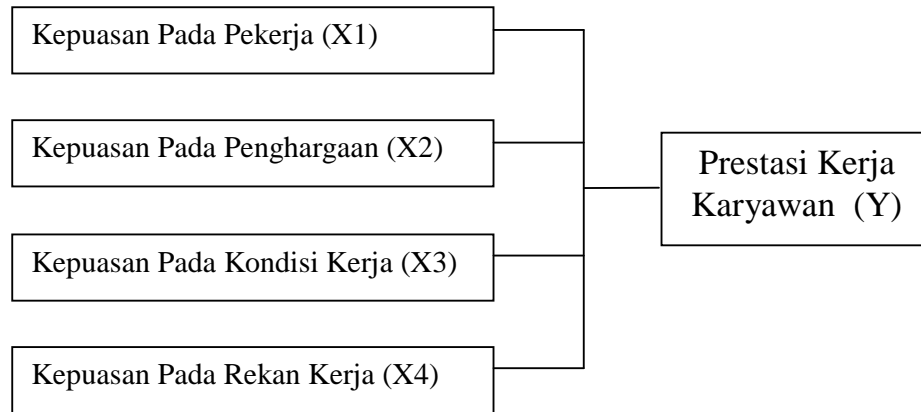 Kepuasan Pada Pekerja (X1)
Kepuasan Pada Penghargaan (X2)
Kepuasan Pada Kondisi Kerja (X3)
Kepuasan Pada Rekan Kerja (X4)
Prestasi Kerja
Karyawan (Y)